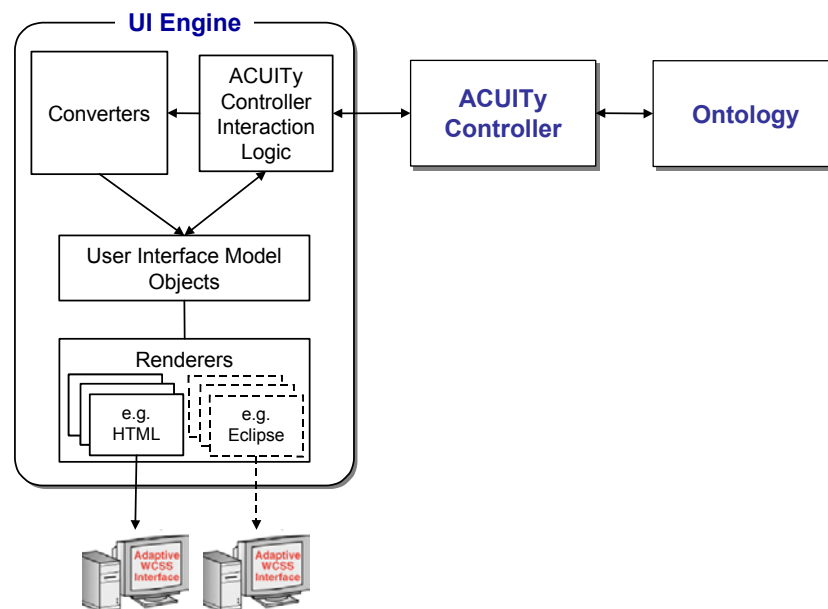 UI Engine
Converters
ACUITy
Controller
Interaction
Logic
ACUITy
Controller
Ontology
User Interface Model
Objects
Renderers
e.g.
HTML
e.g.
Eclipse
Adaptive
WCSS
Interface
Adaptive
WCSS
Interface